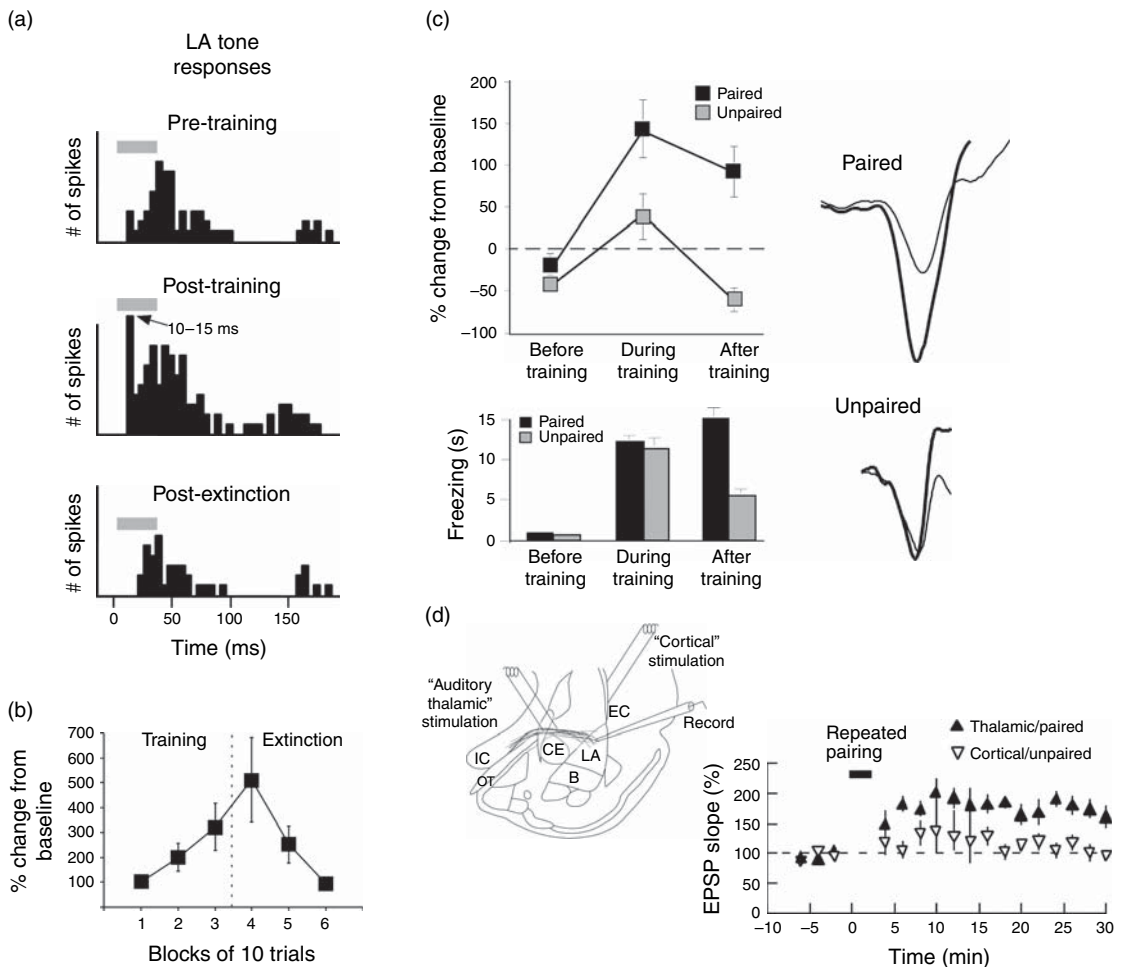 (a)
LA tone
responses
Pre-training
# of spikes
Post-training
10–15 ms
# of spikes
Post-extinction
# of spikes
0 50 100 150
Time (ms)
(b)
700
600
500
400
300
200
100
Training Extinction
% change from
baseline
1 2 3 4 5 6
Blocks of 10 trials
(c)
200
150
100
50
0
−50
−100
% change from baseline
Paired
Unpaired
Before
training
During
training
After
training
Paired
Unpaired
15
10
5
0
Freezing (s)
Paired
Unpaired
Before
training
During
training
After
training
(d)
"Cortical"
stimulation
"Auditory
thalamic"
stimulation
EC
Record
IC
CE
LA
OT
B
Repeated
pairing
Thalamic/paired
Cortical/unpaired
250
200
150
100
50
0
EPSP slope (%)
−10 −5 0 5 10 15 20 25 30
Time (min)